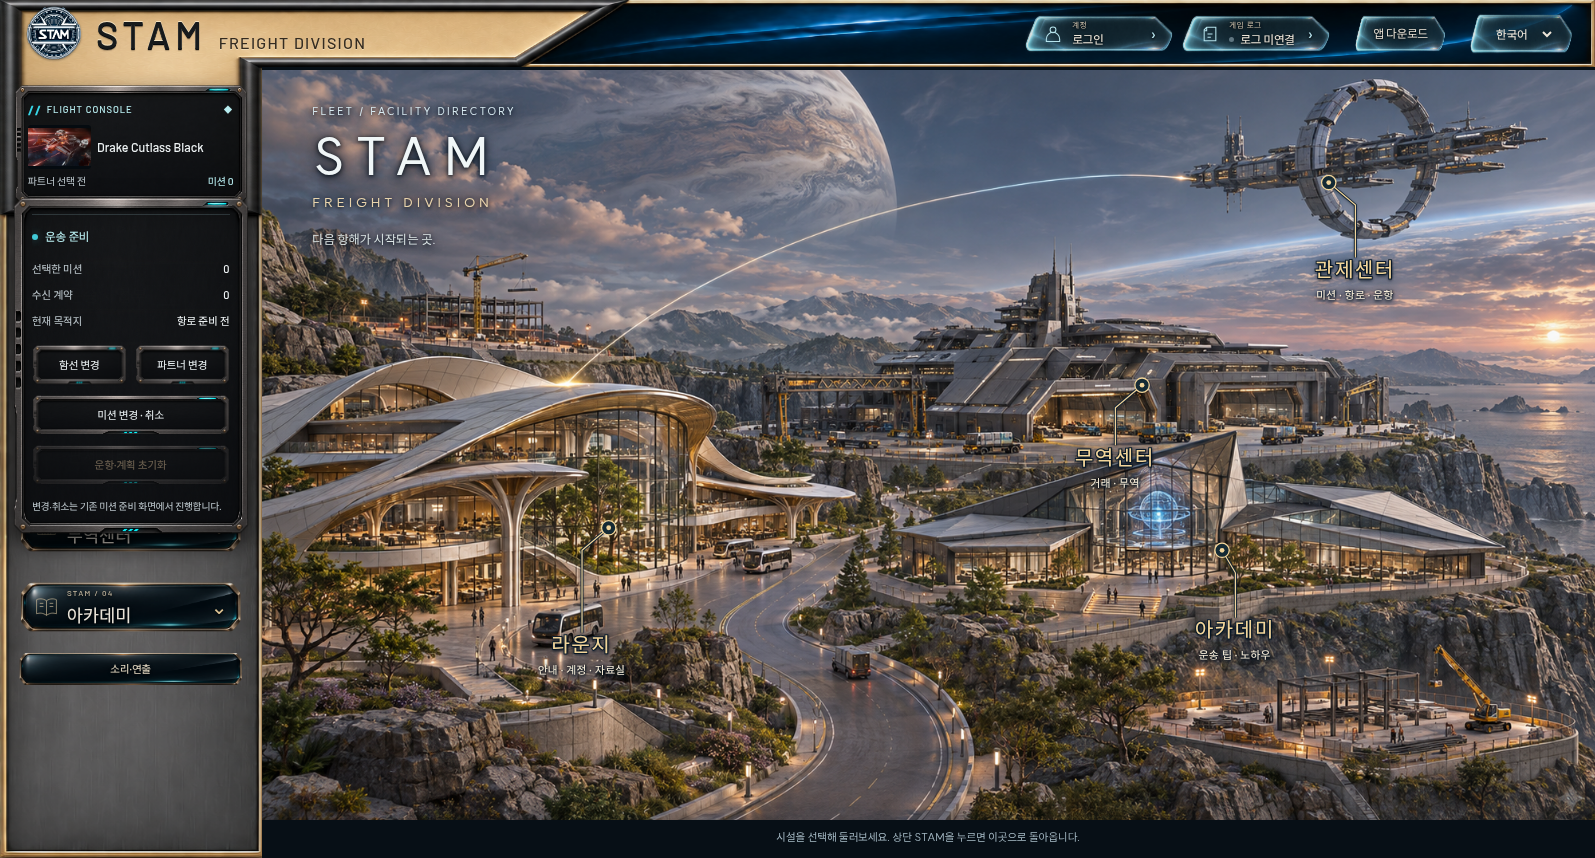 STAM
STAM FREIGHT DIVISION
계정
로그인
게임 로그
로그 미연결
앱 다운로드
한국어
// FLIGHT CONSOLE
Drake Cutlass Black
파트너 선택 전 미션 0
운송 준비
선택한 미션 0
수신 계약 0
현재 목적지 항로 준비 전
함선 변경 파트너 변경
미션 변경 · 취소
운항·계획 초기화
변경·취소는 기존 미션 준비 화면에서 진행합니다.
무역센터
STAM / 04
아카데미
소리·연출
FLEET / FACILITY DIRECTORY
STAM
FREIGHT DIVISION
다음 항해가 시작되는 곳.
관제센터
미션 · 항로 · 운항
무역센터
거래 · 무역
라운지
안내 · 계정 · 자료실
아카데미
운송 팁 · 노하우
시설을 선택해 둘러보세요. 상단 STAM을 누르면 이곳으로 돌아옵니다.